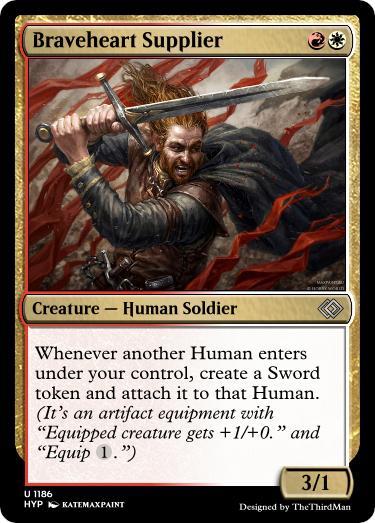 Braveheart Supplier
Creature — Human Soldier
Whenever another Human enters
under your control, create a Sword
token and attach it to that Human.
(It's an artifact equipment with
“Equipped creature gets +1/+0.” and
“Equip 1.”)
3/1
U 1186
HYP KATEMAXPAINT
Designed by TheThirdMan